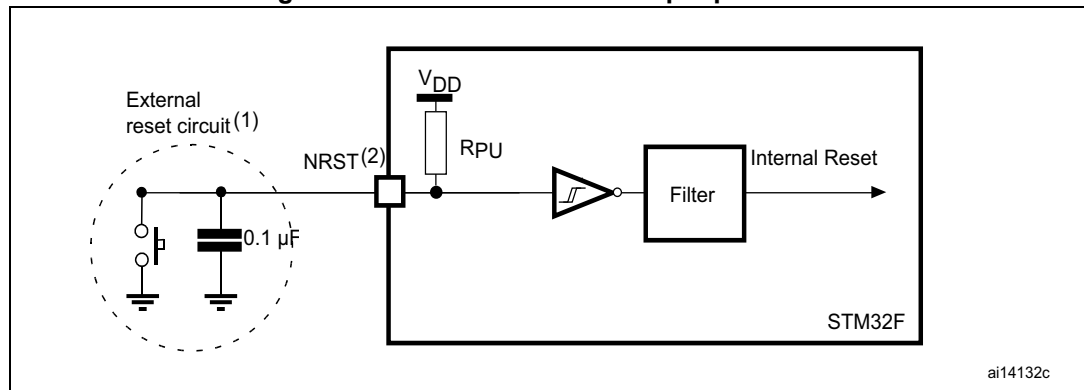 External
reset circuit(1)
VDD
RPU
NRST(2)
Internal Reset
Filter
0.1 µF
STM32F
ai14132c